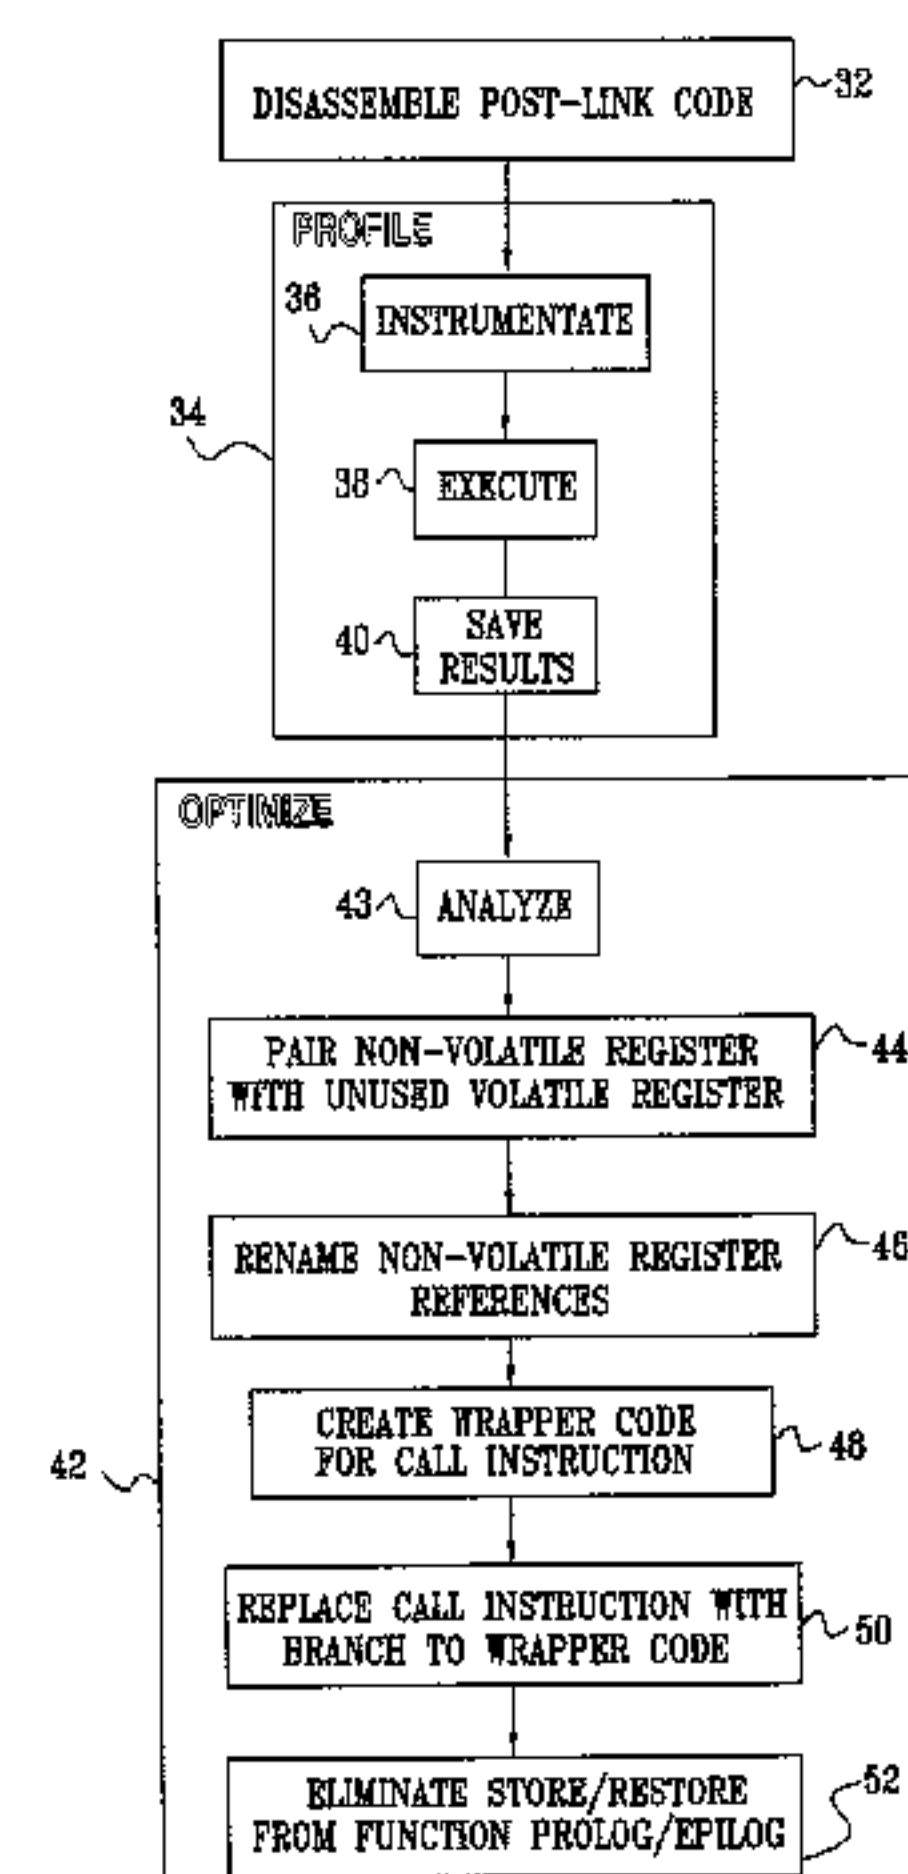 DISASSEMBLE POST-LINK CODE
32
PROFILE
36
INSTRUMENTATE
34
38
EXECUTE
40
SAVE
RESULTS
OPTINIZE
43
ANALYZE
PAIR NON-VOLATILE REGISTER
WITH UNUSED VOLATILE REGISTER
44
RENAME NON-VOLATILE REGISTER
REFERENCES
46
CREATE WRAPPER CODE
FOR CALL INSTRUCTION
48
42
REPLACE CALL INSTRUCTION WITH
BRANCH TO WRAPPER CODE
50
ELIMINATE STORE/RESTORE
FROM FUNCTION PROLOG/EPILOG
52